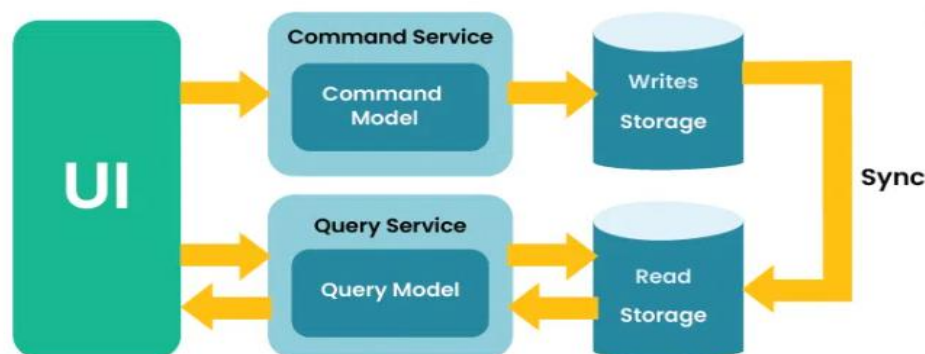 UI
Command Service
Command
Model
Writes
Storage
Sync
Query Service
Query Model
Read
Storage